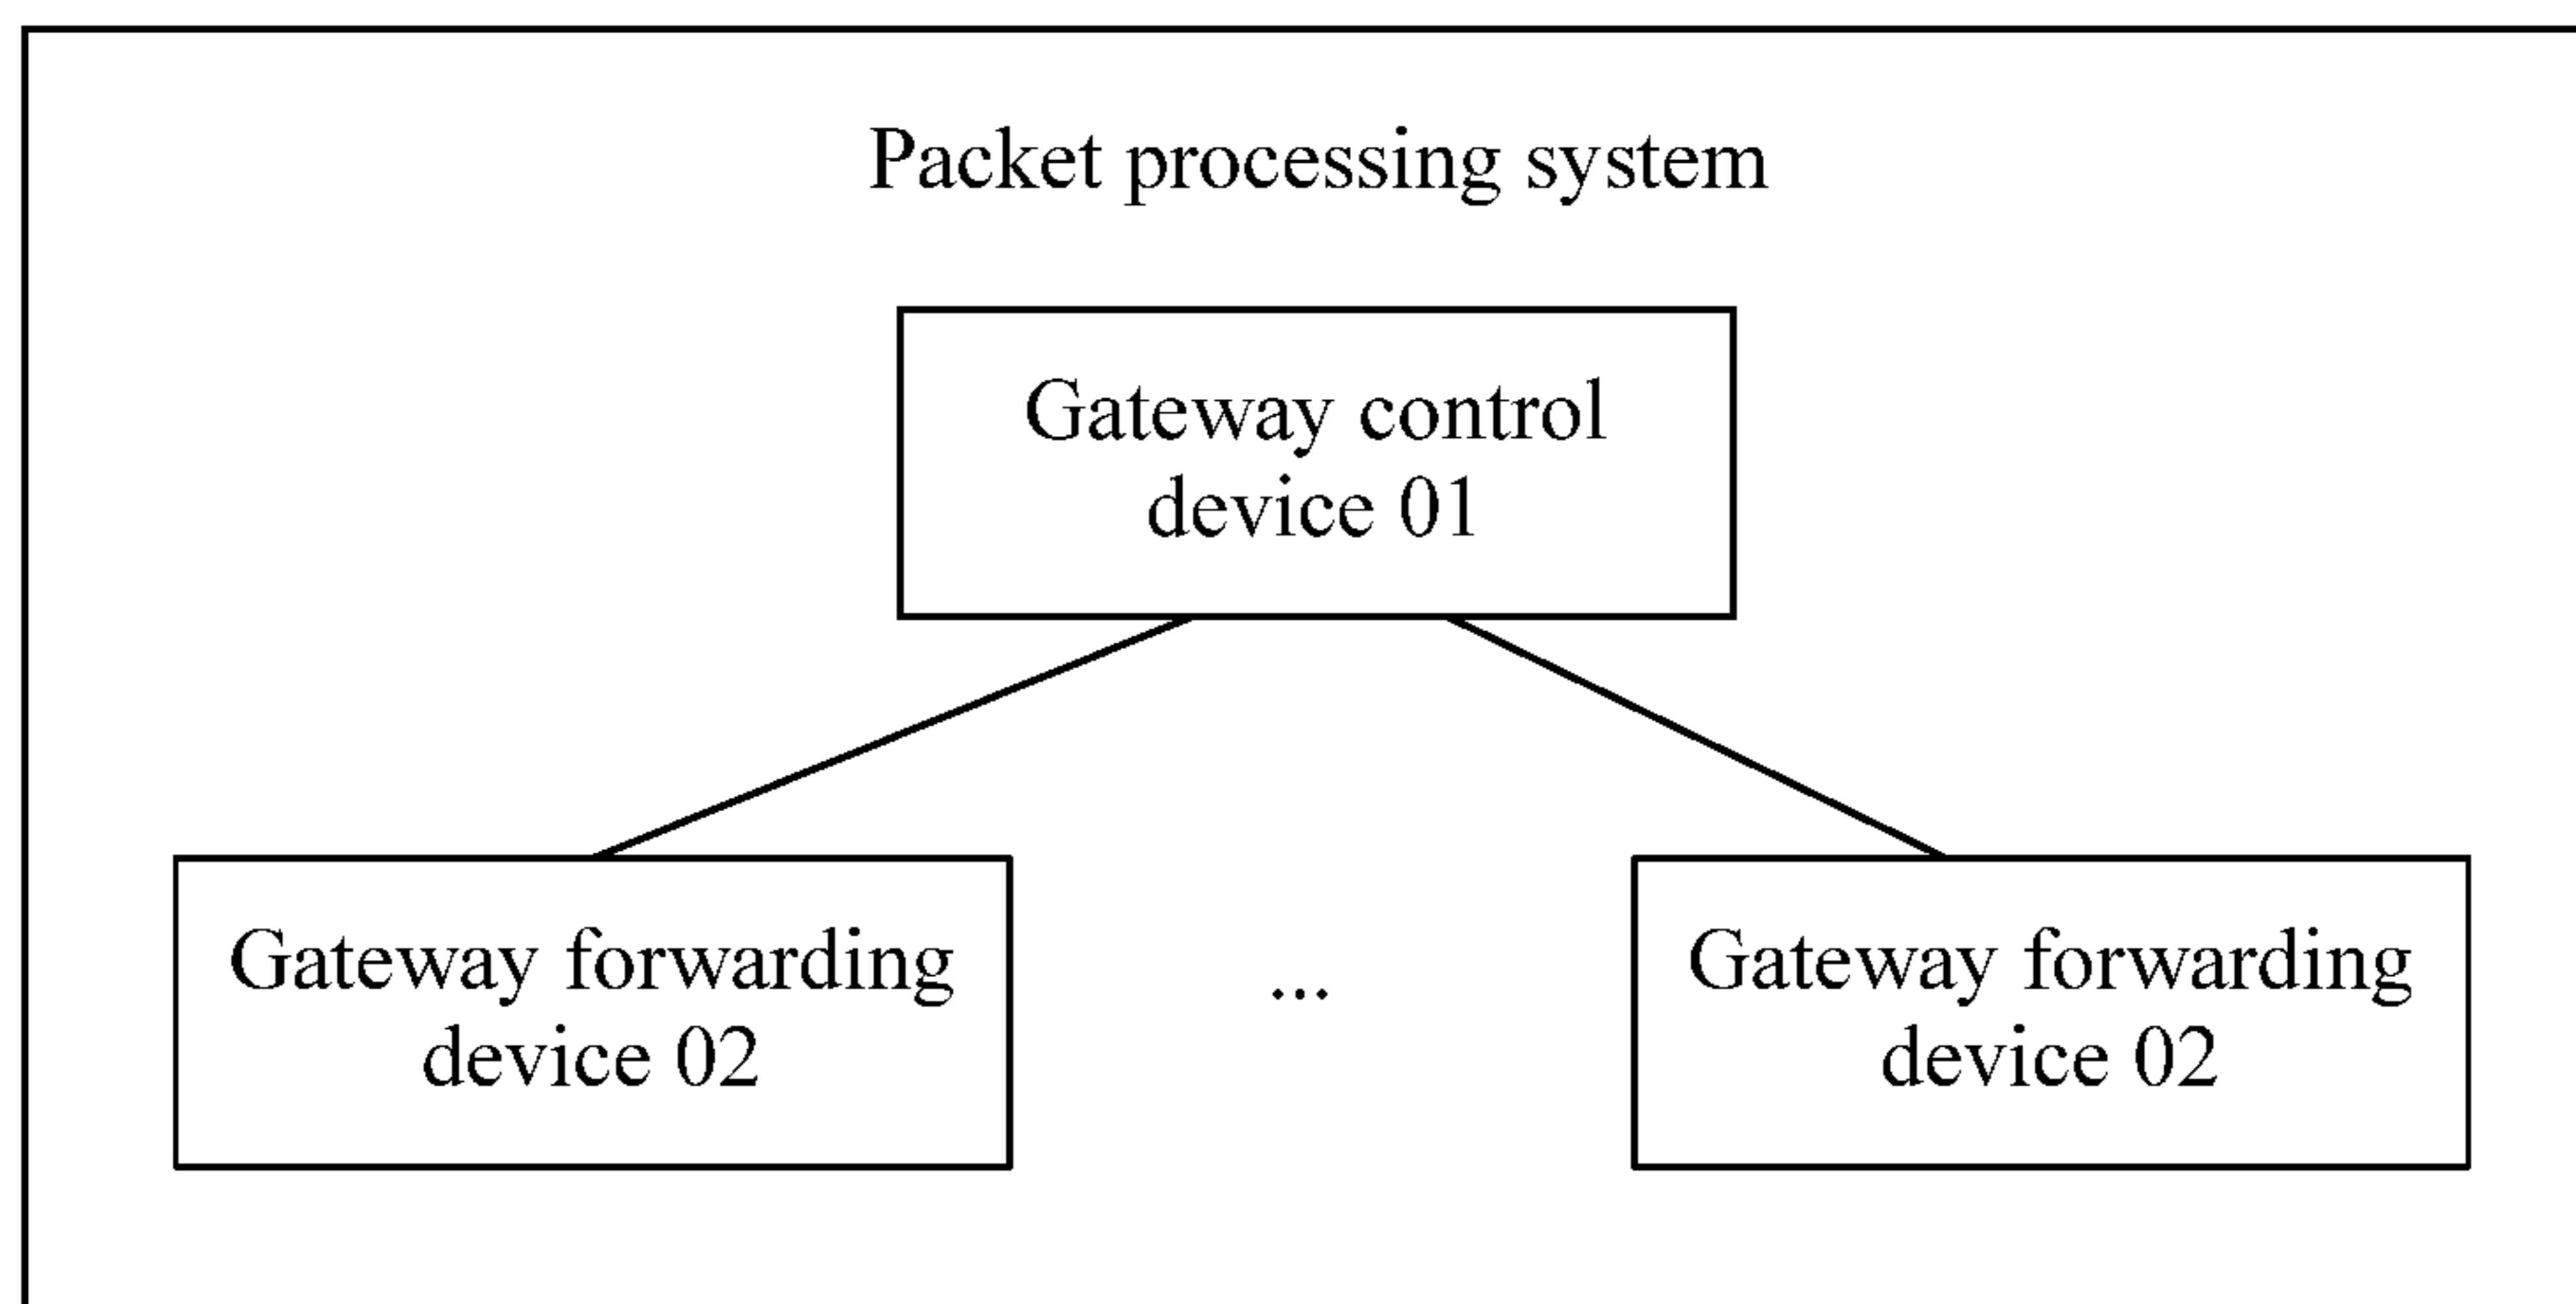 Packet processing system
Gateway control
device 01
Gateway forwarding
device 02
...
Gateway forwarding
device 02